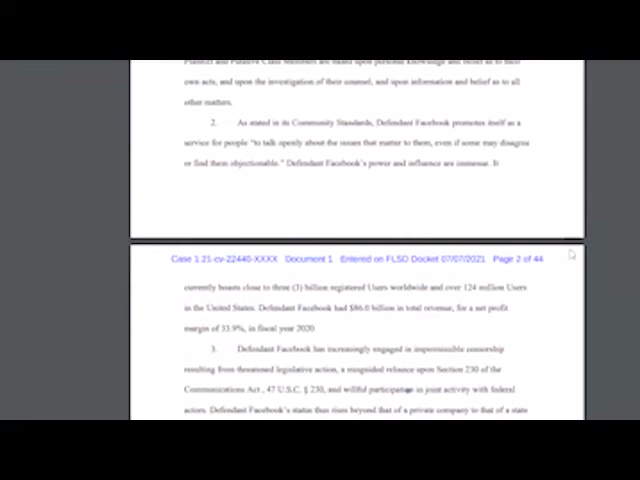 Plaintiff and Putative Class Members are based upon personal knowledge and belief as to their
own acts, and upon the investigation of their counsel, and upon information and belief as to all
other matters.
2. As stated in its Community Standards, Defendant Facebook promotes itself as a
service for people "to talk openly about the issues that matter to them, even if some may disagree
or find them objectionable." Defendant Facebook's power and influence are immense. It
Case 1:21-cv-22440-XXXX Document 1 Entered on FLSD Docket 07/07/2021 Page 2 of 44
currently boasts close to three (3) billion registered Users worldwide and over 124 million Users
in the United States. Defendant Facebook had $86.0 billion in total revenue, for a net profit
margin of 33.9%, in fiscal year 2020.
3. Defendant Facebook has increasingly engaged in impermissible censorship
resulting from threatened legislative action, a misguided reliance upon Section 230 of the
Communications Act, 47 U.S.C. § 230, and willful participation in joint activity with federal
actors. Defendant Facebook's status thus rises beyond that of a private company to that of a state